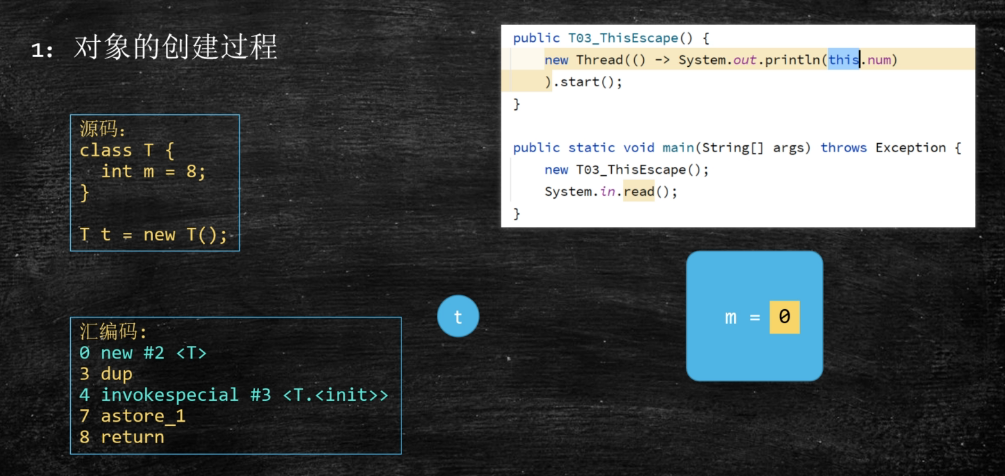 1: 对象的创建过程
源码:
class T {
int m = 8;
}
T t = new T();
汇编码:
0 new #2 <T>
3 dup
4 invokespecial #3 <T.<init>>
7 astore_1
8 return
public T03_ThisEscape() {
new Thread(() -> System.out.println(this.num)
).start();
}
public static void main(String[] args) throws Exception {
new T03_ThisEscape();
System.in.read();
}
t
m = 0